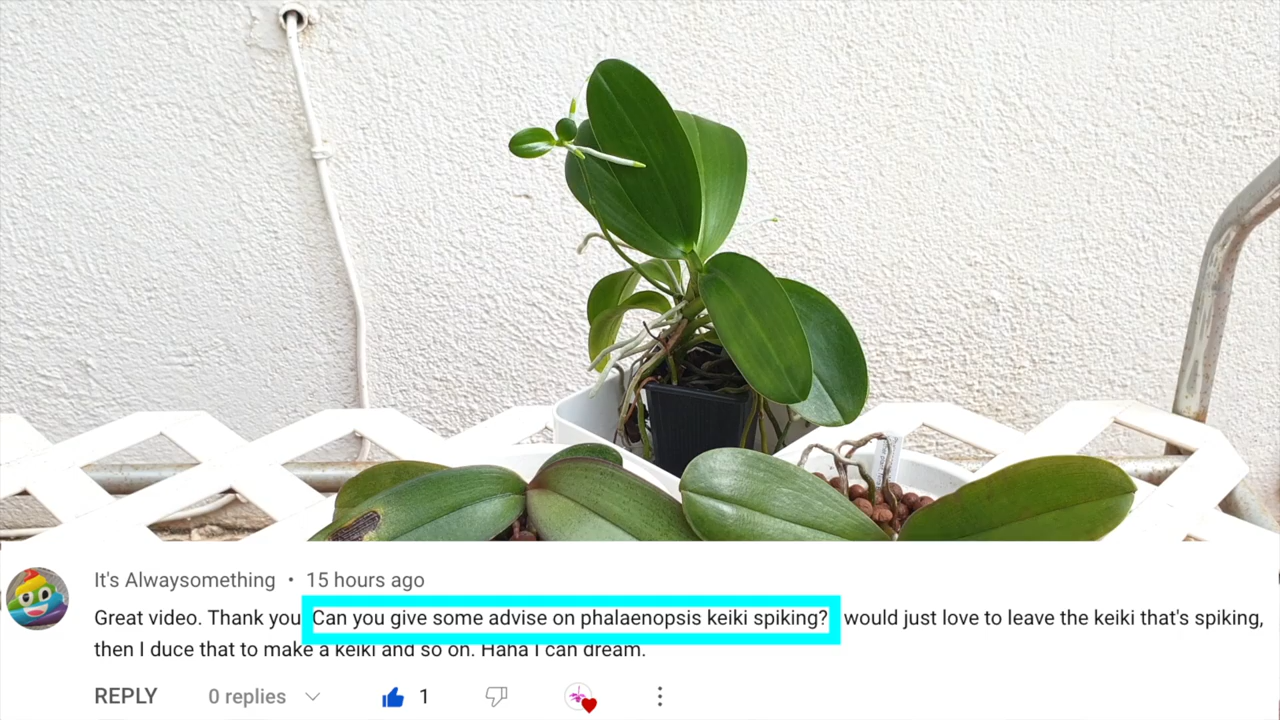 It's Alwaysomething • 15 hours ago
Great video. Thank you Can you give some advise on phalaenopsis keiki spiking? would just love to leave the keiki that's spiking,
then I duce that to make a keiki and so on. Haha I can dream.
REPLY 0 replies 1